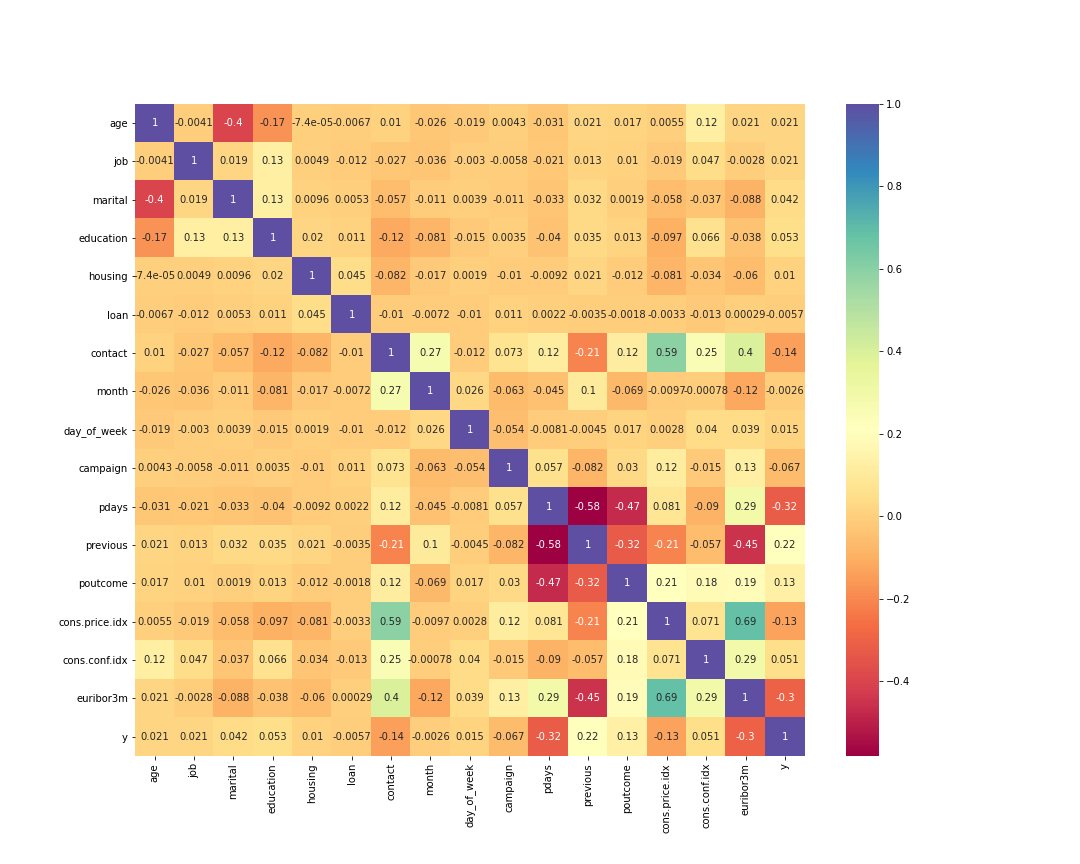 age 1 -0.0041 -0.4 -0.17 -7.4e-05 -0.0067 0.01 -0.026 -0.019 0.0043 -0.031 0.021 0.017 0.0055 0.12 0.021 0.021
job -0.0041 1 0.019 0.13 0.0049 -0.012 -0.027 -0.036 -0.003 -0.0058 -0.021 0.013 0.01 -0.019 0.047 -0.0028 0.021
marital -0.4 0.019 1 0.13 0.0096 0.0053 -0.057 -0.011 0.0039 -0.011 -0.033 0.032 0.0019 -0.058 -0.037 -0.088 0.042
education -0.17 0.13 0.13 1 0.02 0.011 -0.12 -0.081 -0.015 0.0035 -0.04 0.035 0.013 -0.097 0.066 -0.038 0.053
housing -7.4e-05 0.0049 0.0096 0.02 1 0.045 -0.082 -0.017 0.0019 -0.01 -0.0092 0.021 -0.012 -0.081 -0.034 -0.06 0.01
loan -0.0067 -0.012 0.0053 0.011 0.045 1 -0.01 -0.0072 -0.01 0.011 0.0022 -0.0035 -0.0018 -0.0033 -0.013 0.00029 -0.0057
contact 0.01 -0.027 -0.057 -0.12 -0.082 -0.01 1 0.27 -0.012 0.073 0.12 -0.21 0.12 0.59 0.25 0.4 -0.14
month -0.026 -0.036 -0.011 -0.081 -0.017 -0.0072 0.27 1 0.026 -0.063 -0.045 0.1 -0.069 -0.0097 -0.00078 -0.12 -0.0026
day_of_week -0.019 -0.003 0.0039 -0.015 0.0019 -0.01 -0.012 0.026 1 -0.054 -0.0081 -0.0045 0.017 0.0028 0.04 0.039 0.015
campaign 0.0043 -0.0058 -0.011 0.0035 -0.01 0.011 0.073 -0.063 -0.054 1 0.057 -0.082 0.03 0.12 -0.015 0.13 -0.067
pdays -0.031 -0.021 -0.033 -0.04 -0.0092 0.0022 0.12 -0.045 -0.0081 0.057 1 -0.58 -0.47 0.081 -0.09 0.29 -0.32
previous 0.021 0.013 0.032 0.035 0.021 -0.0035 -0.21 0.1 -0.0045 -0.082 -0.58 1 -0.32 -0.21 -0.057 -0.45 0.22
poutcome 0.017 0.01 0.0019 0.013 -0.012 -0.0018 0.12 -0.069 0.017 0.03 -0.47 -0.32 1 0.21 0.18 0.19 0.13
cons.price.idx 0.0055 -0.019 -0.058 -0.097 -0.081 -0.0033 0.59 -0.0097 0.0028 0.12 0.081 -0.21 0.21 1 0.071 0.69 -0.13
cons.conf.idx 0.12 0.047 -0.037 0.066 -0.034 -0.013 0.25 -0.00078 0.04 -0.015 -0.09 -0.057 0.18 0.071 1 0.29 0.051
euribor3m 0.021 -0.0028 -0.088 -0.038 -0.06 0.00029 0.4 -0.12 0.039 0.13 0.29 -0.45 0.19 0.69 0.29 1 -0.3
y 0.021 0.021 0.042 0.053 0.01 -0.0057 -0.14 -0.0026 0.015 -0.067 -0.32 0.22 0.13 -0.13 0.051 -0.3 1
age job marital education housing loan contact month day_of_week campaign pdays previous poutcome cons.price.idx cons.conf.idx euribor3m y
1.0
0.8
0.6
0.4
0.2
0.0
−0.2
−0.4